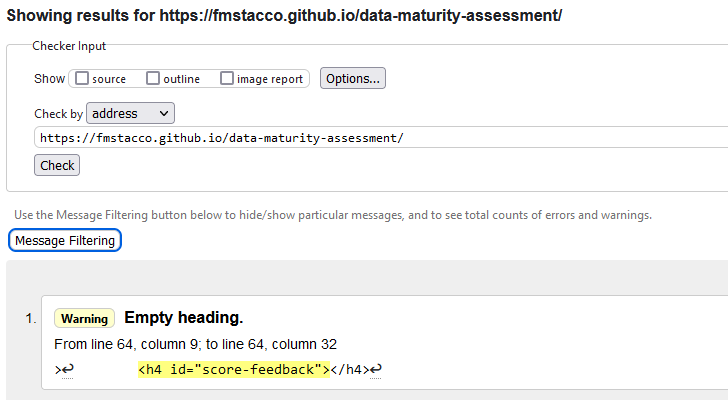 Showing results for https://fmstacco.github.io/data-maturity-assessment/
Checker Input
Show source outline image report Options...
Check by address
https://fmstacco.github.io/data-maturity-assessment/
Check
Use the Message Filtering button below to hide/show particular messages, and to see total counts of errors and warnings.
Message Filtering
1. Warning Empty heading.
From line 64, column 9; to line 64, column 32
>↩ <h4 id="score-feedback"></h4>↩